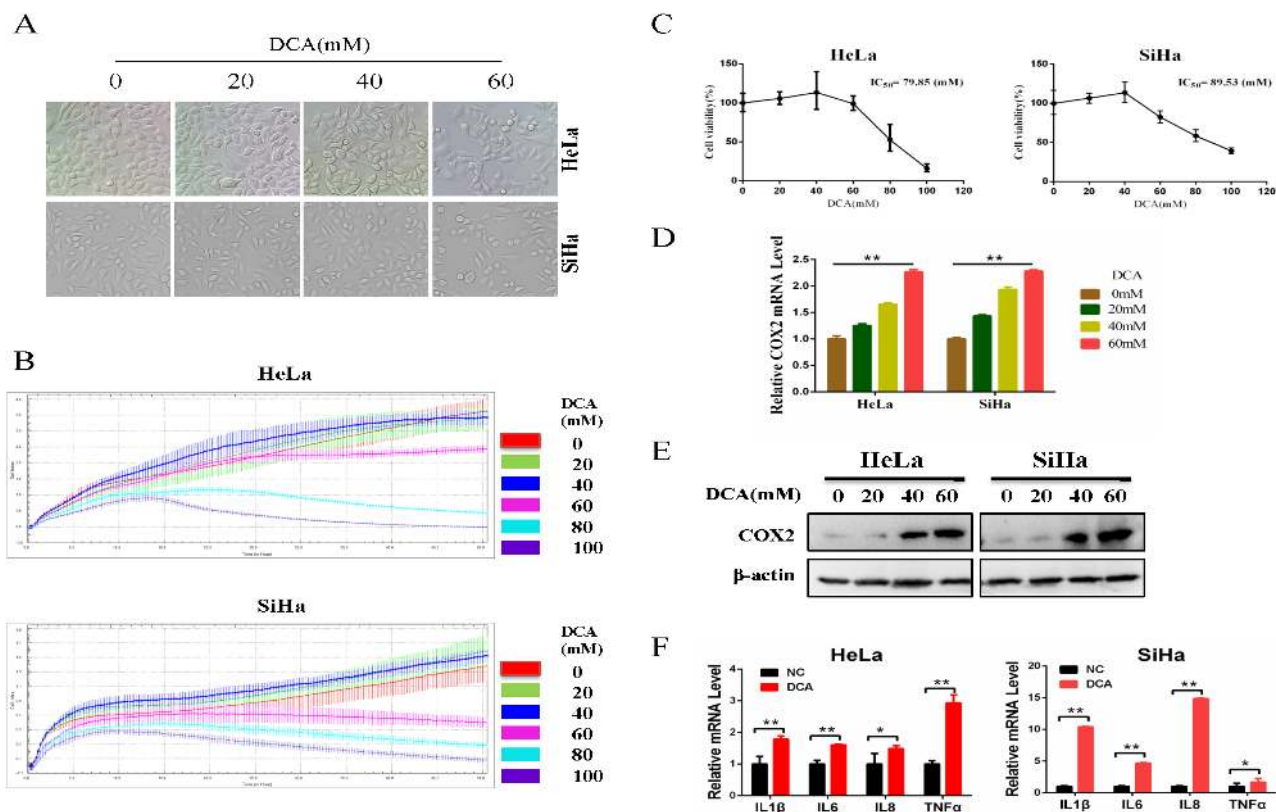 A
DCA(mM)
0 20 40 60
HeLa
SiHa
B
HeLa
DCA
(mM)
0
20
40
60
80
100
SiHa
DCA
(mM)
0
20
40
60
80
100
C
HeLa
IC50= 79.85 (mM)
Cell viability(%)
150
100
50
0
0 20 40 60 80 100 120
DCA(mM)
SiHa
IC50= 89.53 (mM)
Cell viability(%)
150
100
50
0
0 20 40 60 80 100 120
DCA(mM)
D
Relative COX2 mRNA Level
2.5
2.0
1.5
1.0
0.5
0.0
** **
HeLa SiHa
DCA
0mM
20mM
40mM
60mM
E
HeLa SiHa
DCA(mM) 0 20 40 60 0 20 40 60
COX2
β-actin
F
HeLa
NC
DCA
Relative mRNA Level
4
3
2
1
0
** ** * **
IL1β IL6 IL8 TNFα
SiHa
NC
DCA
Relative mRNA Level
20
15
10
5
0
** ** ** *
IL1β IL6 IL8 TNFα